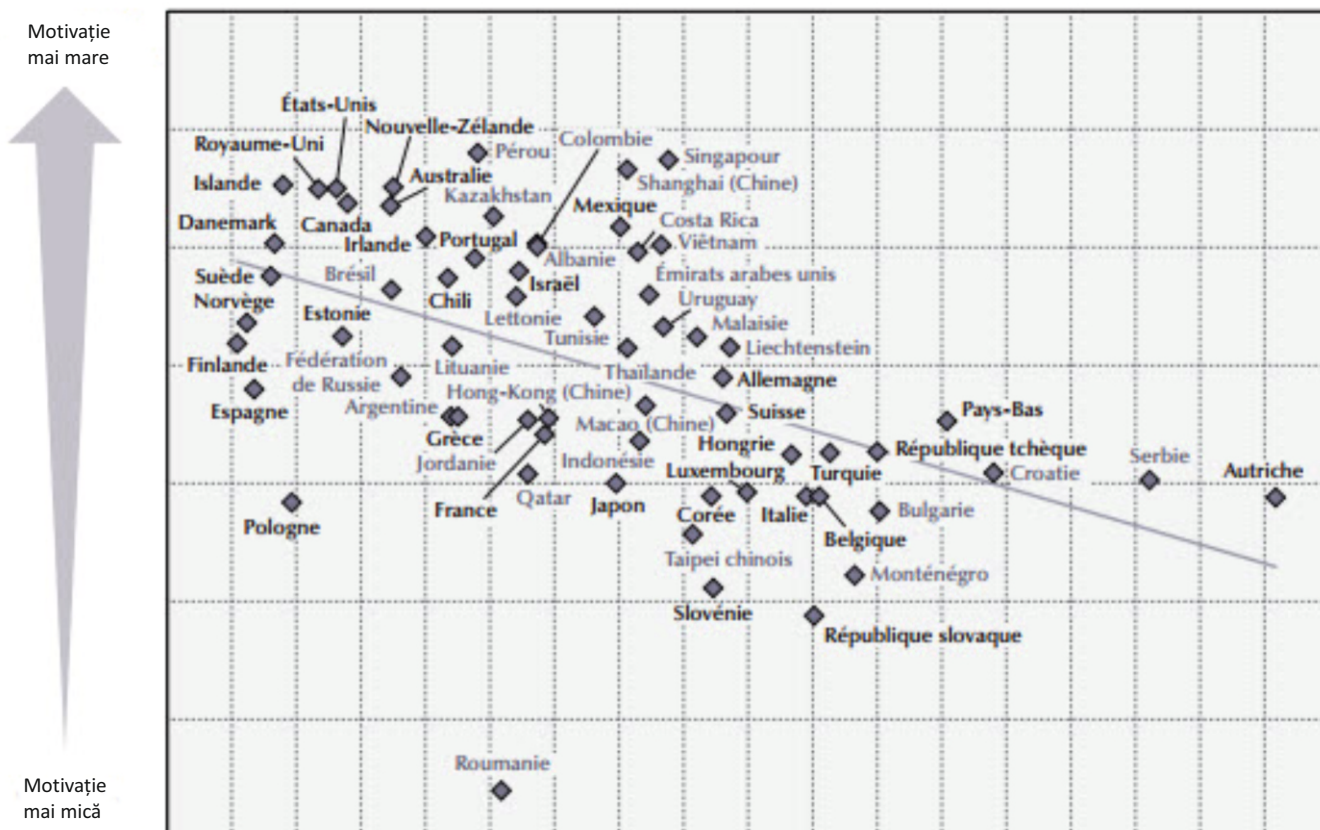 Motivație
mai mare
États-Unis
Nouvelle-Zélande
Colombie
Royaume-Uni
Pérou
Singapour
Islande
Australie
Shanghai (Chine)
Kazakhstan
Mexique
Danemark
Canada
Costa Rica
Irlande
Portugal
Viêtnam
Albanie
Suède
Brésil
Israël
Émirats arabes unis
Norvège
Chili
Uruguay
Estonie
Lettonie
Malaisie
Tunisie
Liechtenstein
Finlande
Fédération
de Russie
Lituanie
Thaïlande
Allemagne
Hong-Kong (Chine)
Espagne
Argentine
Suisse
Pays-Bas
Macao (Chine)
Grèce
Hongrie
République tchèque
Jordanie
Indonésie
Luxembourg
Turquie
Croatie
Serbie
Autriche
Qatar
France
Japon
Corée
Italie
Bulgarie
Pologne
Belgique
Taipei chinois
Monténégro
Slovénie
République slovaque
Roumanie
Motivație
mai mică